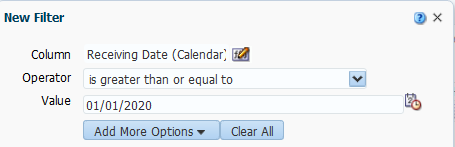 New Filter
Column Receiving Date (Calendar)
Operator is greater than or equal to
Value 01/01/2020
Add More Options Clear All